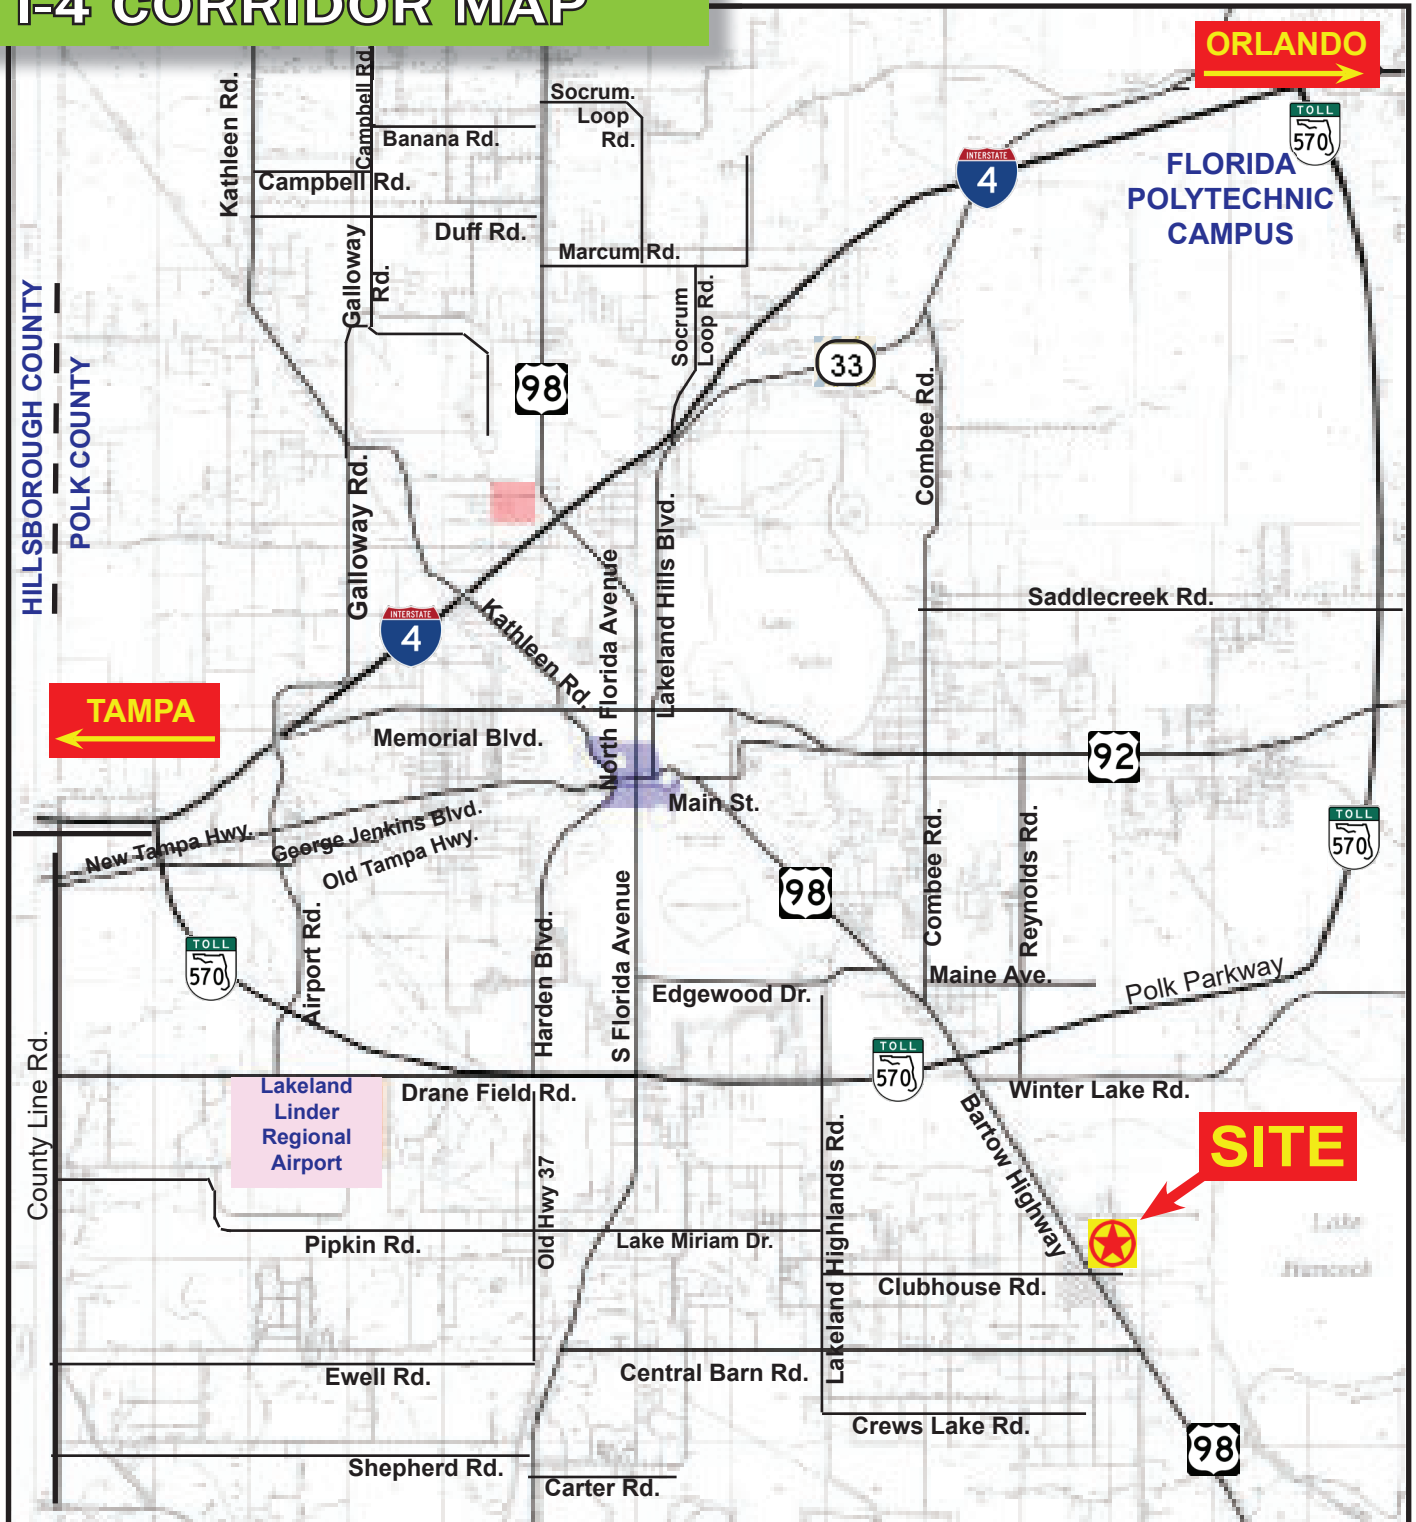 I-4 CORRIDOR MAP
ORLANDO
Kathleen Rd.
Campbell Rd.
Socrum.
Loop
Rd.
Banana Rd.
Campbell Rd.
TOLL
570
INTERSTATE
4
FLORIDA
POLYTECHNIC
CAMPUS
Duff Rd.
Galloway
Rd.
Marcum Rd.
Socrum
Loop Rd.
HILLSBOROUGH COUNTY
POLK COUNTY
33
98
Combee Rd.
Galloway Rd.
Lakeland Hills Blvd.
North Florida Avenue
Saddlecreek Rd.
INTERSTATE
4
Kathleen Rd.
TAMPA
Memorial Blvd.
92
Main St.
New Tampa Hwy.
George Jenkins Blvd.
Old Tampa Hwy.
TOLL
570
98
Combee Rd.
Reynolds Rd.
Airport Rd.
Harden Blvd.
S Florida Avenue
TOLL
570
Maine Ave.
Edgewood Dr.
Polk Parkway
County Line Rd.
TOLL
570
Lakeland
Linder
Regional
Airport
Drane Field Rd.
Winter Lake Rd.
Bartow Highway
SITE
Old Hwy 37
Lakeland Highlands Rd.
Pipkin Rd.
Lake Miriam Dr.
Lake
Hancock
Clubhouse Rd.
Ewell Rd.
Central Barn Rd.
Crews Lake Rd.
98
Shepherd Rd.
Carter Rd.